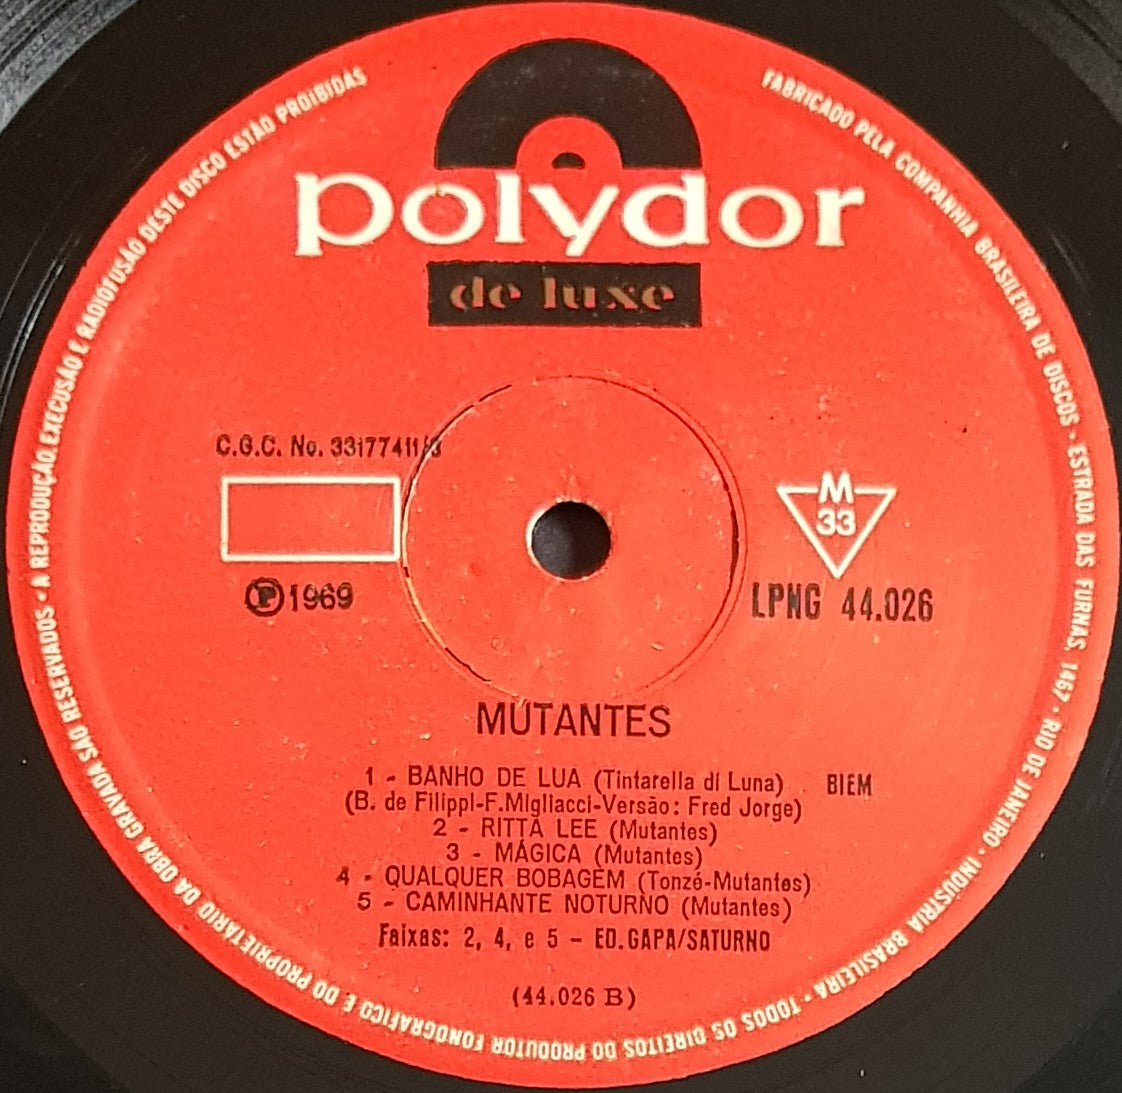 polydor
de luxe
C.G.C. No. 33177411/3
Ⓟ1969
M
33
LPNG 44.026
MUTANTES
1 - BANHO DE LUA (Tintarella di Luna) BIEM
(B. de Filippi-F.Migliacci-Versão: Fred Jorge)
2 - RITTA LEE (Mutantes)
3 - MÁGICA (Mutantes)
4 - QUALQUER BOBAGEM (Tonzé-Mutantes)
5 - CAMINHANTE NOTURNO (Mutantes)
Faixas: 2, 4, e 5 - ED.GAPA/SATURNO
(44.026 B)
FABRICADO PELA COMPANHIA BRASILEIRA DE DISCOS • ESTRADA DAS FURNAS, 1467 • RIO DE JANEIRO • INDÚSTRIA BRASILEIRA • TODOS OS DIREITOS DO PRODUTOR FONOGRÁFICO E DO PROPRIETÁRIO DA OBRA GRAVADA SÃO RESERVADOS • A REPRODUÇÃO, EXECUSÃO E RADIOFUSÃO DESTE DISCO ESTÃO PROIBIDAS